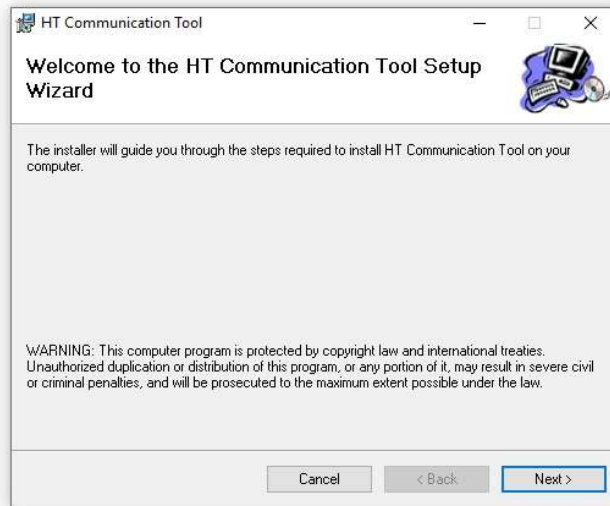 HT Communication Tool
Welcome to the HT Communication Tool Setup
Wizard
The installer will guide you through the steps required to install HT Communication Tool on your
computer.
WARNING: This computer program is protected by copyright law and international treaties.
Unauthorized duplication or distribution of this program, or any portion of it, may result in severe civil
or criminal penalties, and will be prosecuted to the maximum extent possible under the law.
Cancel
< Back
Next >